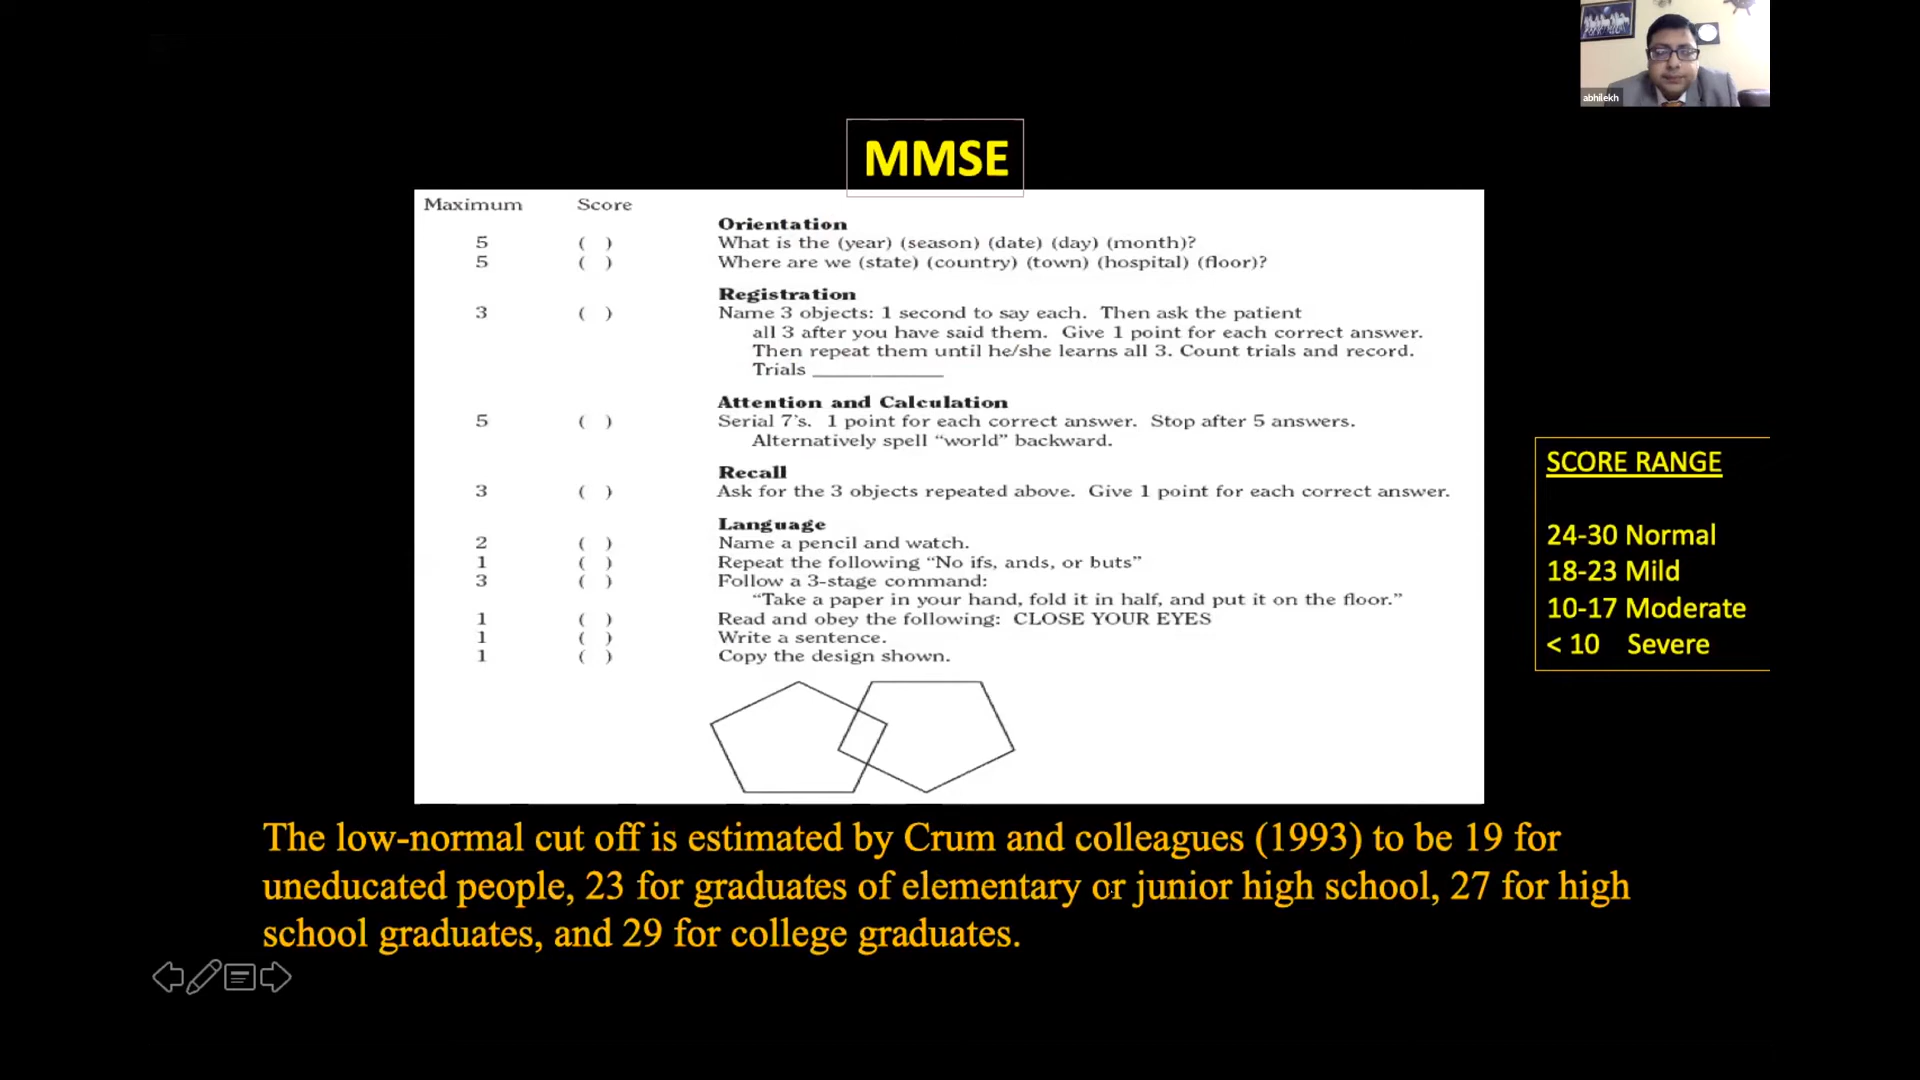 abhilekh
MMSE
Maximum Score
Orientation
5 ( ) What is the (year) (season) (date) (day) (month)?
5 ( ) Where are we (state) (country) (town) (hospital) (floor)?
Registration
3 ( ) Name 3 objects: 1 second to say each. Then ask the patient
all 3 after you have said them. Give 1 point for each correct answer.
Then repeat them until he/she learns all 3. Count trials and record.
Trials ____________
Attention and Calculation
5 ( ) Serial 7's. 1 point for each correct answer. Stop after 5 answers.
Alternatively spell “world” backward.
Recall
3 ( ) Ask for the 3 objects repeated above. Give 1 point for each correct answer.
Language
2 ( ) Name a pencil and watch.
1 ( ) Repeat the following “No ifs, ands, or buts”
3 ( ) Follow a 3-stage command:
“Take a paper in your hand, fold it in half, and put it on the floor.”
1 ( ) Read and obey the following: CLOSE YOUR EYES
1 ( ) Write a sentence.
1 ( ) Copy the design shown.
SCORE RANGE
24-30 Normal
18-23 Mild
10-17 Moderate
< 10 Severe
The low-normal cut off is estimated by Crum and colleagues (1993) to be 19 for
uneducated people, 23 for graduates of elementary or junior high school, 27 for high
school graduates, and 29 for college graduates.